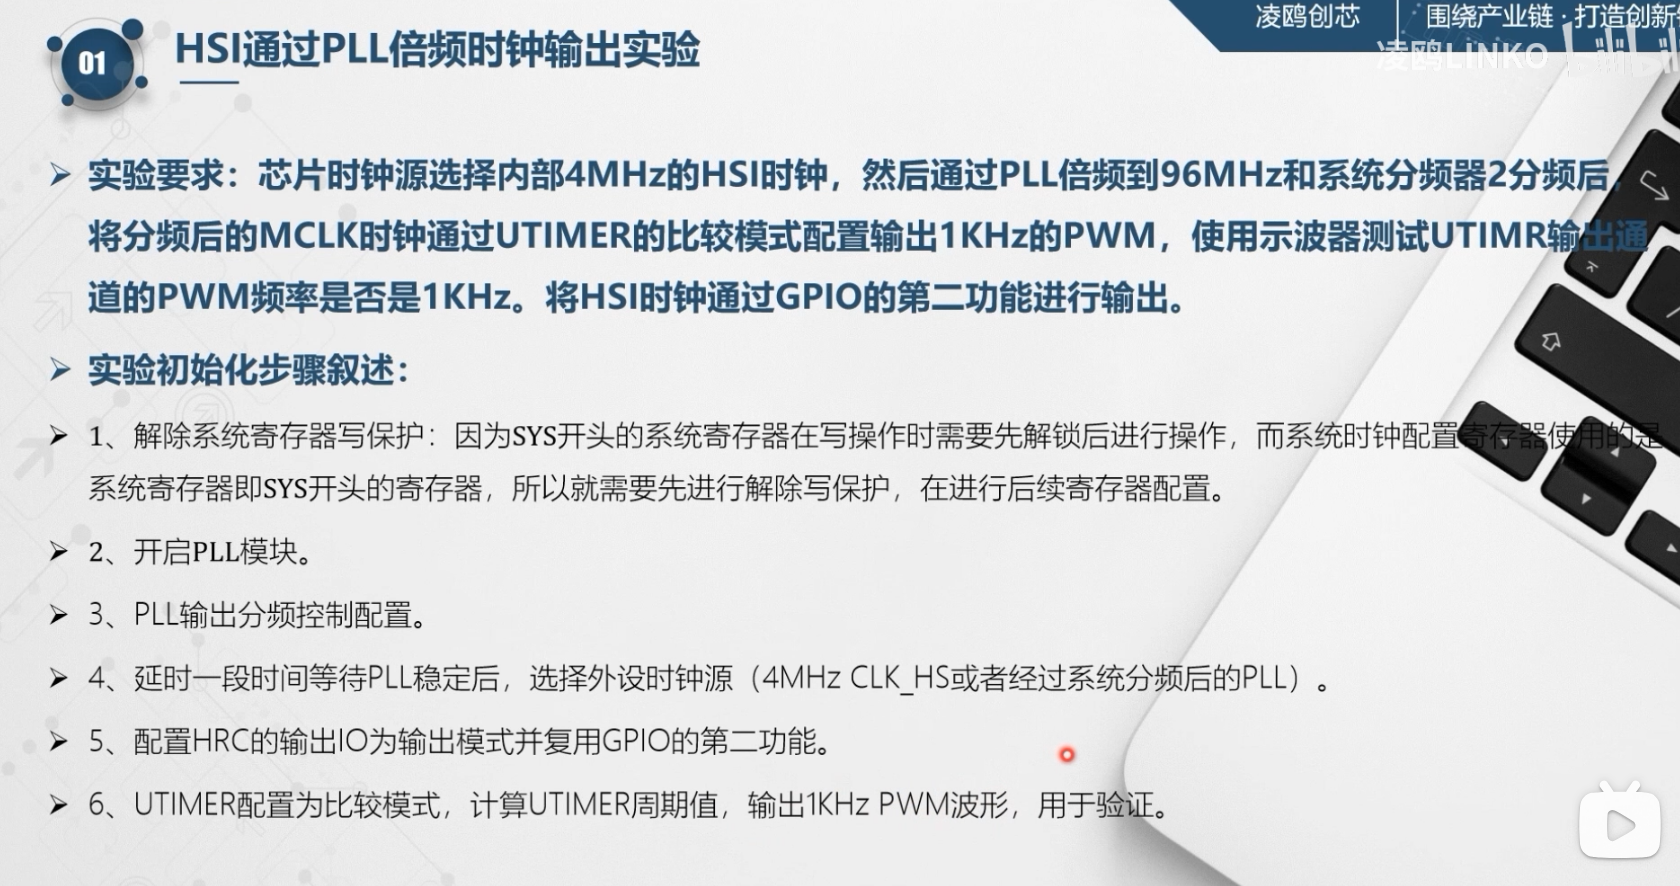 凌鸥创芯
围绕产业链·打造创新
凌鸥LINKO
01
HSI通过PLL倍频时钟输出实验
实验要求：芯片时钟源选择内部4MHz的HSI时钟，然后通过PLL倍频到96MHz和系统分频器2分频后，
将分频后的MCLK时钟通过UTIMER的比较模式配置输出1KHz的PWM，使用示波器测试UTIMR输出通
道的PWM频率是否是1KHz。将HSI时钟通过GPIO的第二功能进行输出。
实验初始化步骤叙述：
1、解除系统寄存器写保护：因为SYS开头的系统寄存器在写操作时需要先解锁后进行操作，而系统时钟配置寄存器使用的是
系统寄存器即SYS开头的寄存器，所以就需要先进行解除写保护，在进行后续寄存器配置。
2、开启PLL模块。
3、PLL输出分频控制配置。
4、延时一段时间等待PLL稳定后，选择外设时钟源（4MHz CLK_HS或者经过系统分频后的PLL）。
5、配置HRC的输出IO为输出模式并复用GPIO的第二功能。
6、UTIMER配置为比较模式，计算UTIMER周期值，输出1KHz PWM波形，用于验证。